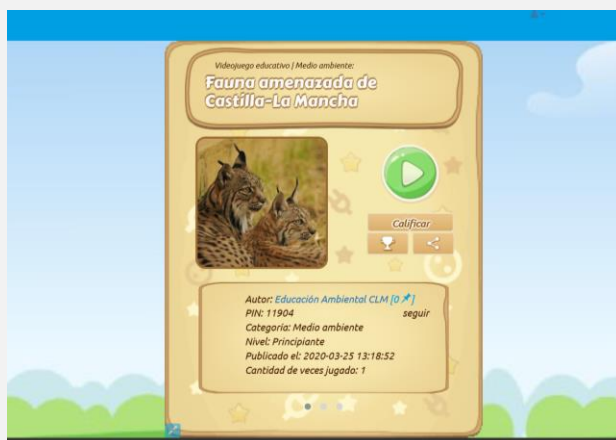 Videojuego educativo | Medio ambiente:
Fauna amenazada de
Castilla-La Mancha
Calificar
Autor: Educación Ambiental CLM [0 ]
PIN: 11904 seguir
Categoría: Medio ambiente
Nivel: Principiante
Publicado el: 2020-03-25 13:18:52
Cantidad de veces jugado: 1